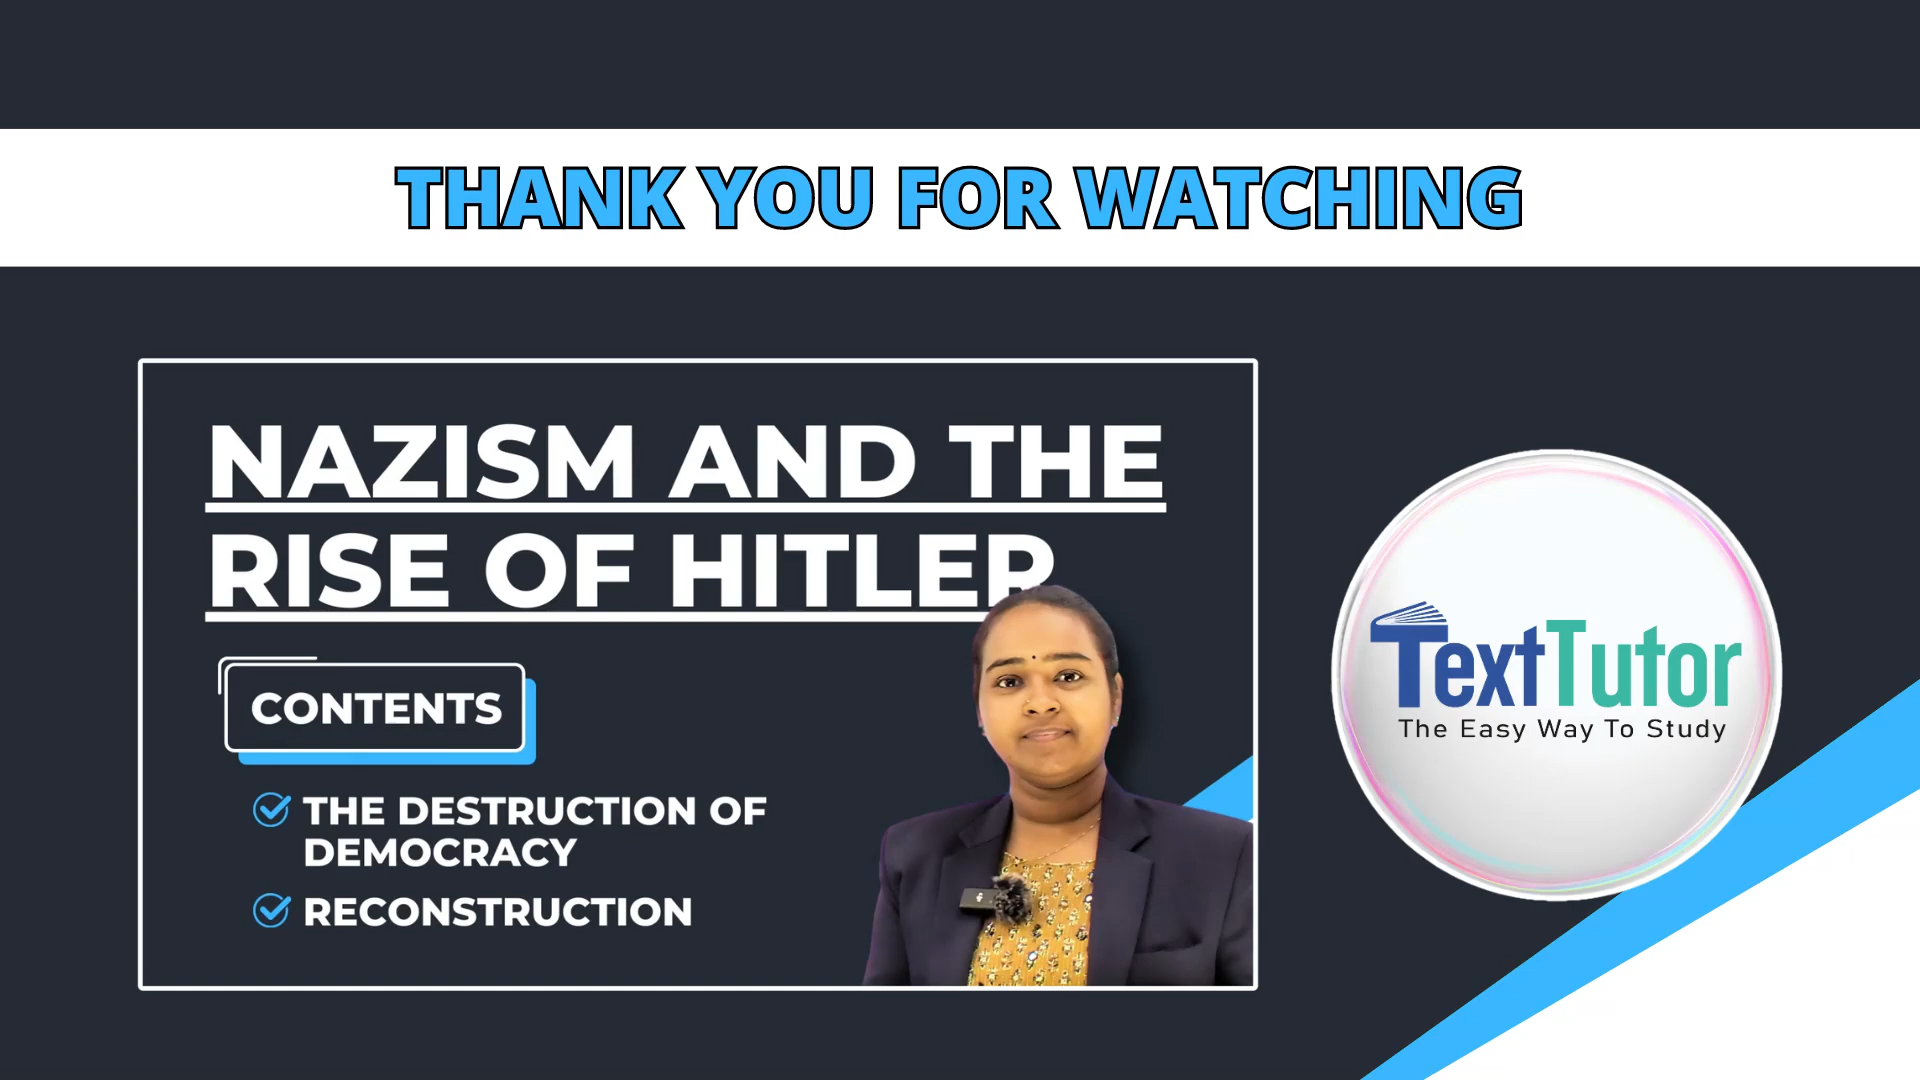 THANK YOU FOR WATCHING
NAZISM AND THE
RISE OF HITLER
CONTENTS
THE DESTRUCTION OF
DEMOCRACY
RECONSTRUCTION
TextTutor
The Easy Way To Study